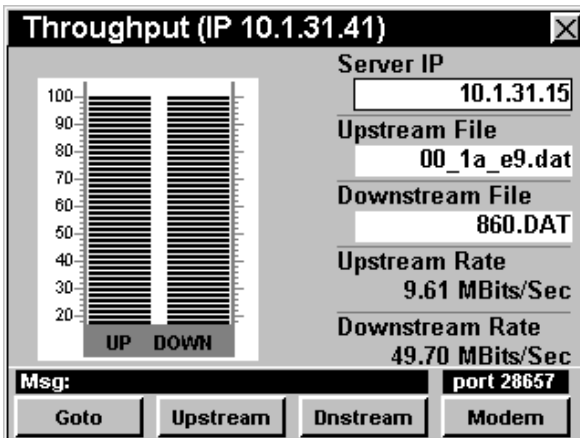 Throughput (IP 10.1.31.41)
Server IP
10.1.31.15
Upstream File
00_1a_e9.dat
Downstream File
860.DAT
Upstream Rate
9.61 MBits/Sec
Downstream Rate
49.70 MBits/Sec
100
90
80
70
60
50
40
30
20
UP DOWN
Msg: port 28657
Goto Upstream Dnstream Modem